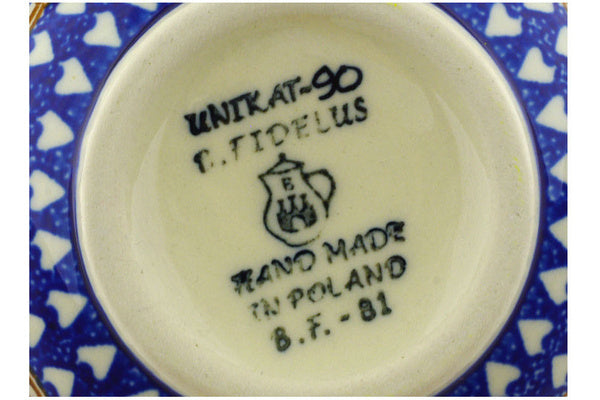 UNIKAT-90
B. FIDELUS
B
HAND MADE
IN POLAND
B.F.-81